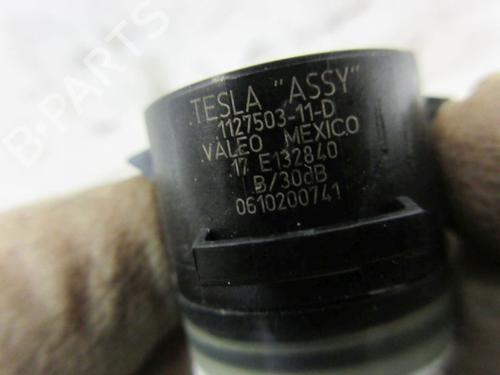 B-PARTS
TESLA "ASSY"
1127503-11-D
VALEO MEXICO
17 E132840
B/30dB
0610200741